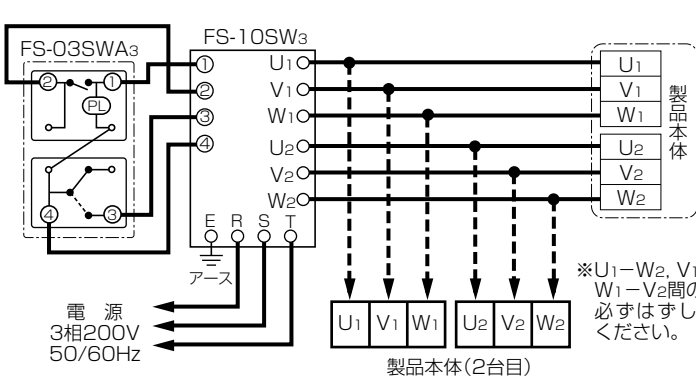 FS-03SWA3
FS-10SW3
② ① PL
④ ③
①
②
③
④
U1
V1
W1
U2
V2
W2
E R S T
アース
電 源
3相200V
50/60Hz
U1
V1
W1
U2
V2
W2
製品本体
U1 V1 W1
U2 V2 W2
製品本体(2台目)
※U1−W2, V1
W1−V2間の
必ずはずし
ください。